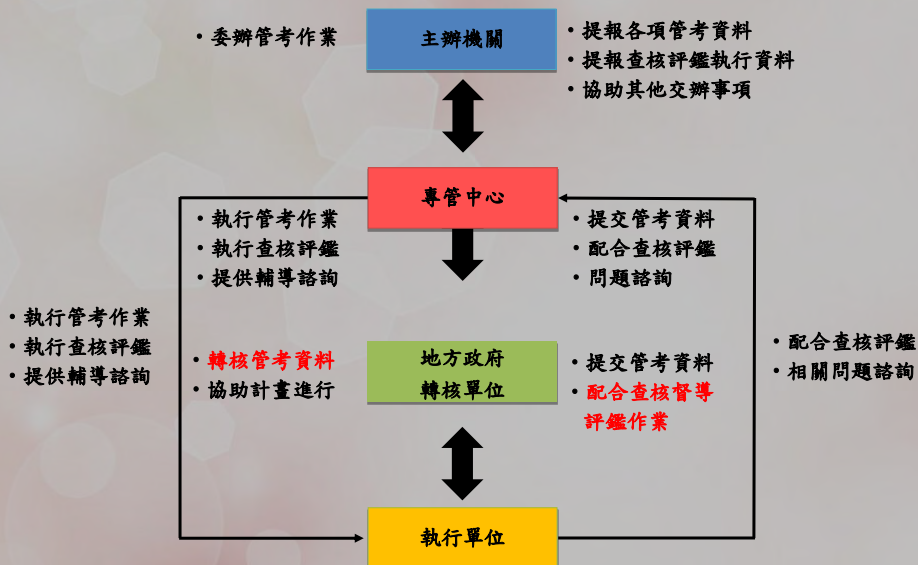 • 委辦管考作業
主辦機關
• 提報各項管考資料
• 提報查核評鑑執行資料
• 協助其他交辦事項
專管中心
• 執行管考作業
• 執行查核評鑑
• 提供輔導諮詢
• 提交管考資料
• 配合查核評鑑
• 問題諮詢
• 執行管考作業
• 執行查核評鑑
• 提供輔導諮詢
• 轉核管考資料
• 協助計畫進行
地方政府
轉核單位
• 提交管考資料
• 配合查核督導
評鑑作業
• 配合查核評鑑
• 相關問題諮詢
執行單位